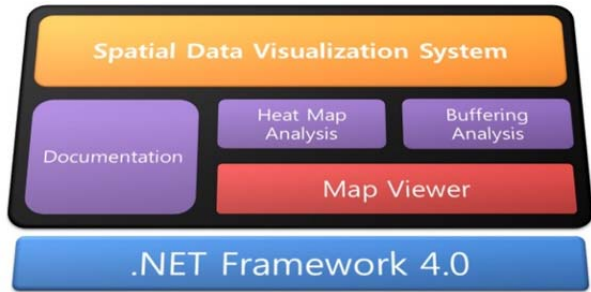 Spatial Data Visualization System
Documentation
Heat Map
Analysis
Buffering
Analysis
Map Viewer
.NET Framework 4.0